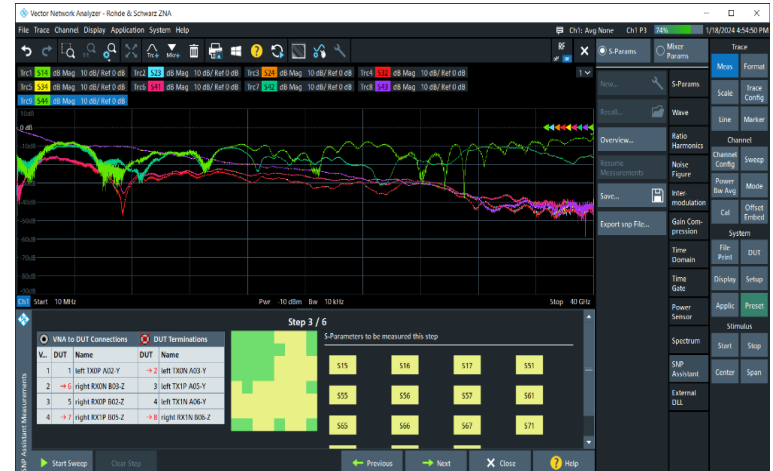 Vector Network Analyzer - Rohde & Schwarz ZNA
File Trace Channel Display Application System Help
Ch1: Avg None Ch1 P3 74% 1/18/2024 4:54:50 PM
Trc+ Mkr+ RF
S-Params Mixer Params
Trace
Trc1 S14 dB Mag 10 dB/ Ref 0 dB Trc2 S23 dB Mag 10 dB/ Ref 0 dB Trc3 S24 dB Mag 10 dB/ Ref 0 dB Trc4 S32 dB Mag 10 dB/ Ref 0 dB 1
Trc5 S34 dB Mag 10 dB/ Ref 0 dB Trc6 S41 dB Mag 10 dB/ Ref 0 dB Trc7 S42 dB Mag 10 dB/ Ref 0 dB Trc8 S43 dB Mag 10 dB/ Ref 0 dB
Trc9 S44 dB Mag 10 dB/ Ref 0 dB
10dB
0 dB
-10dB
-70dB
-80dB
-90dB
Ch1 Start 10 MHz Pwr -10 dBm Bw 10 kHz Stop 40 GHz
New...
Recall...
Overview...
Resume Measurements
Save...
Export snp File...
S-Params
Wave
Ratio Harmonics
Noise Figure
Inter-modulation
Gain Com-pression
Time Domain
Time Gate
Power Sensor
Spectrum
SNP Assistant
External DLL
Meas Format
Scale Trace Config
Line Marker
Channel
Channel Config Sweep
Power Bw Avg Mode
Cal Offset Embed
System
File Print DUT
Display Setup
Applic Preset
Stimulus
Start Stop
Center Span
SNP Assistant Measurements
Step 3 / 6
VNA to DUT Connections DUT Terminations
V... DUT Name DUT Name
1 1 left TX0P A02-Y →2 left TX0N A03-Y
2 →6 right RX0N B03-Z 3 left TX1P A05-Y
3 5 right RX0P B02-Z 4 left TX1N A06-Y
4 →7 right RX1P B05-Z →8 right RX1N B06-Z
S-Parameters to be measured this step
S15 S16 S17 S51
S55 S56 S57 S61
S65 S66 S67 S71
Start Sweep Clear Step Previous Next Close Help